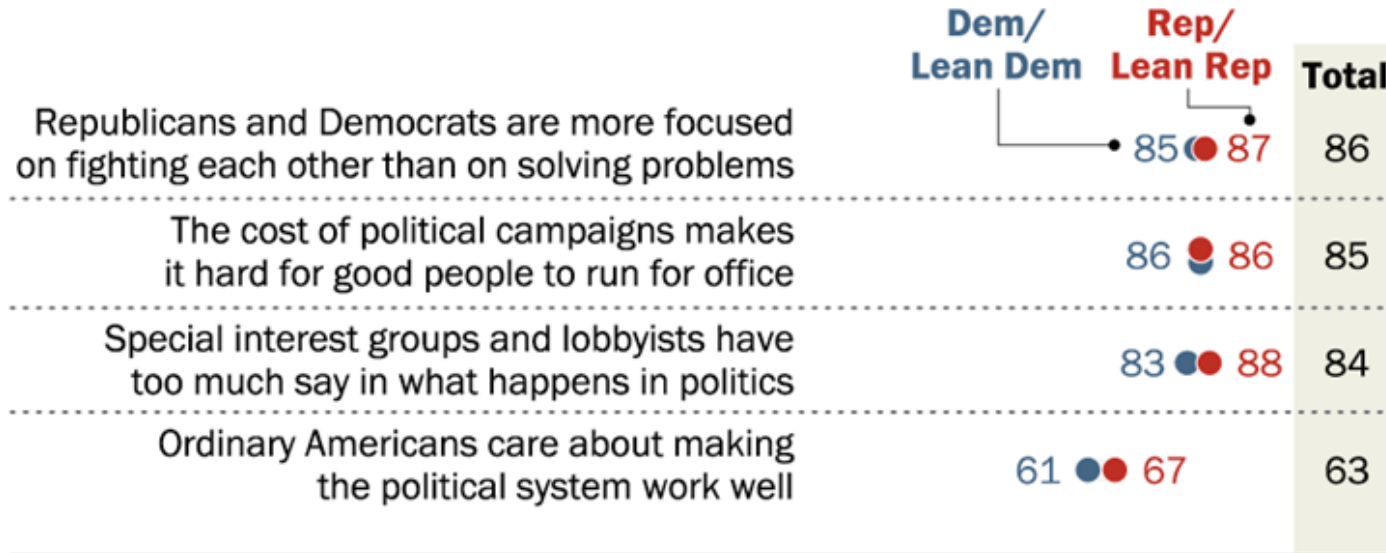 Dem/ Rep/
Lean Dem Lean Rep Total
Republicans and Democrats are more focused
on fighting each other than on solving problems
85 87 86
The cost of political campaigns makes
it hard for good people to run for office
86 86 85
Special interest groups and lobbyists have
too much say in what happens in politics
83 88 84
Ordinary Americans care about making
the political system work well
61 67 63